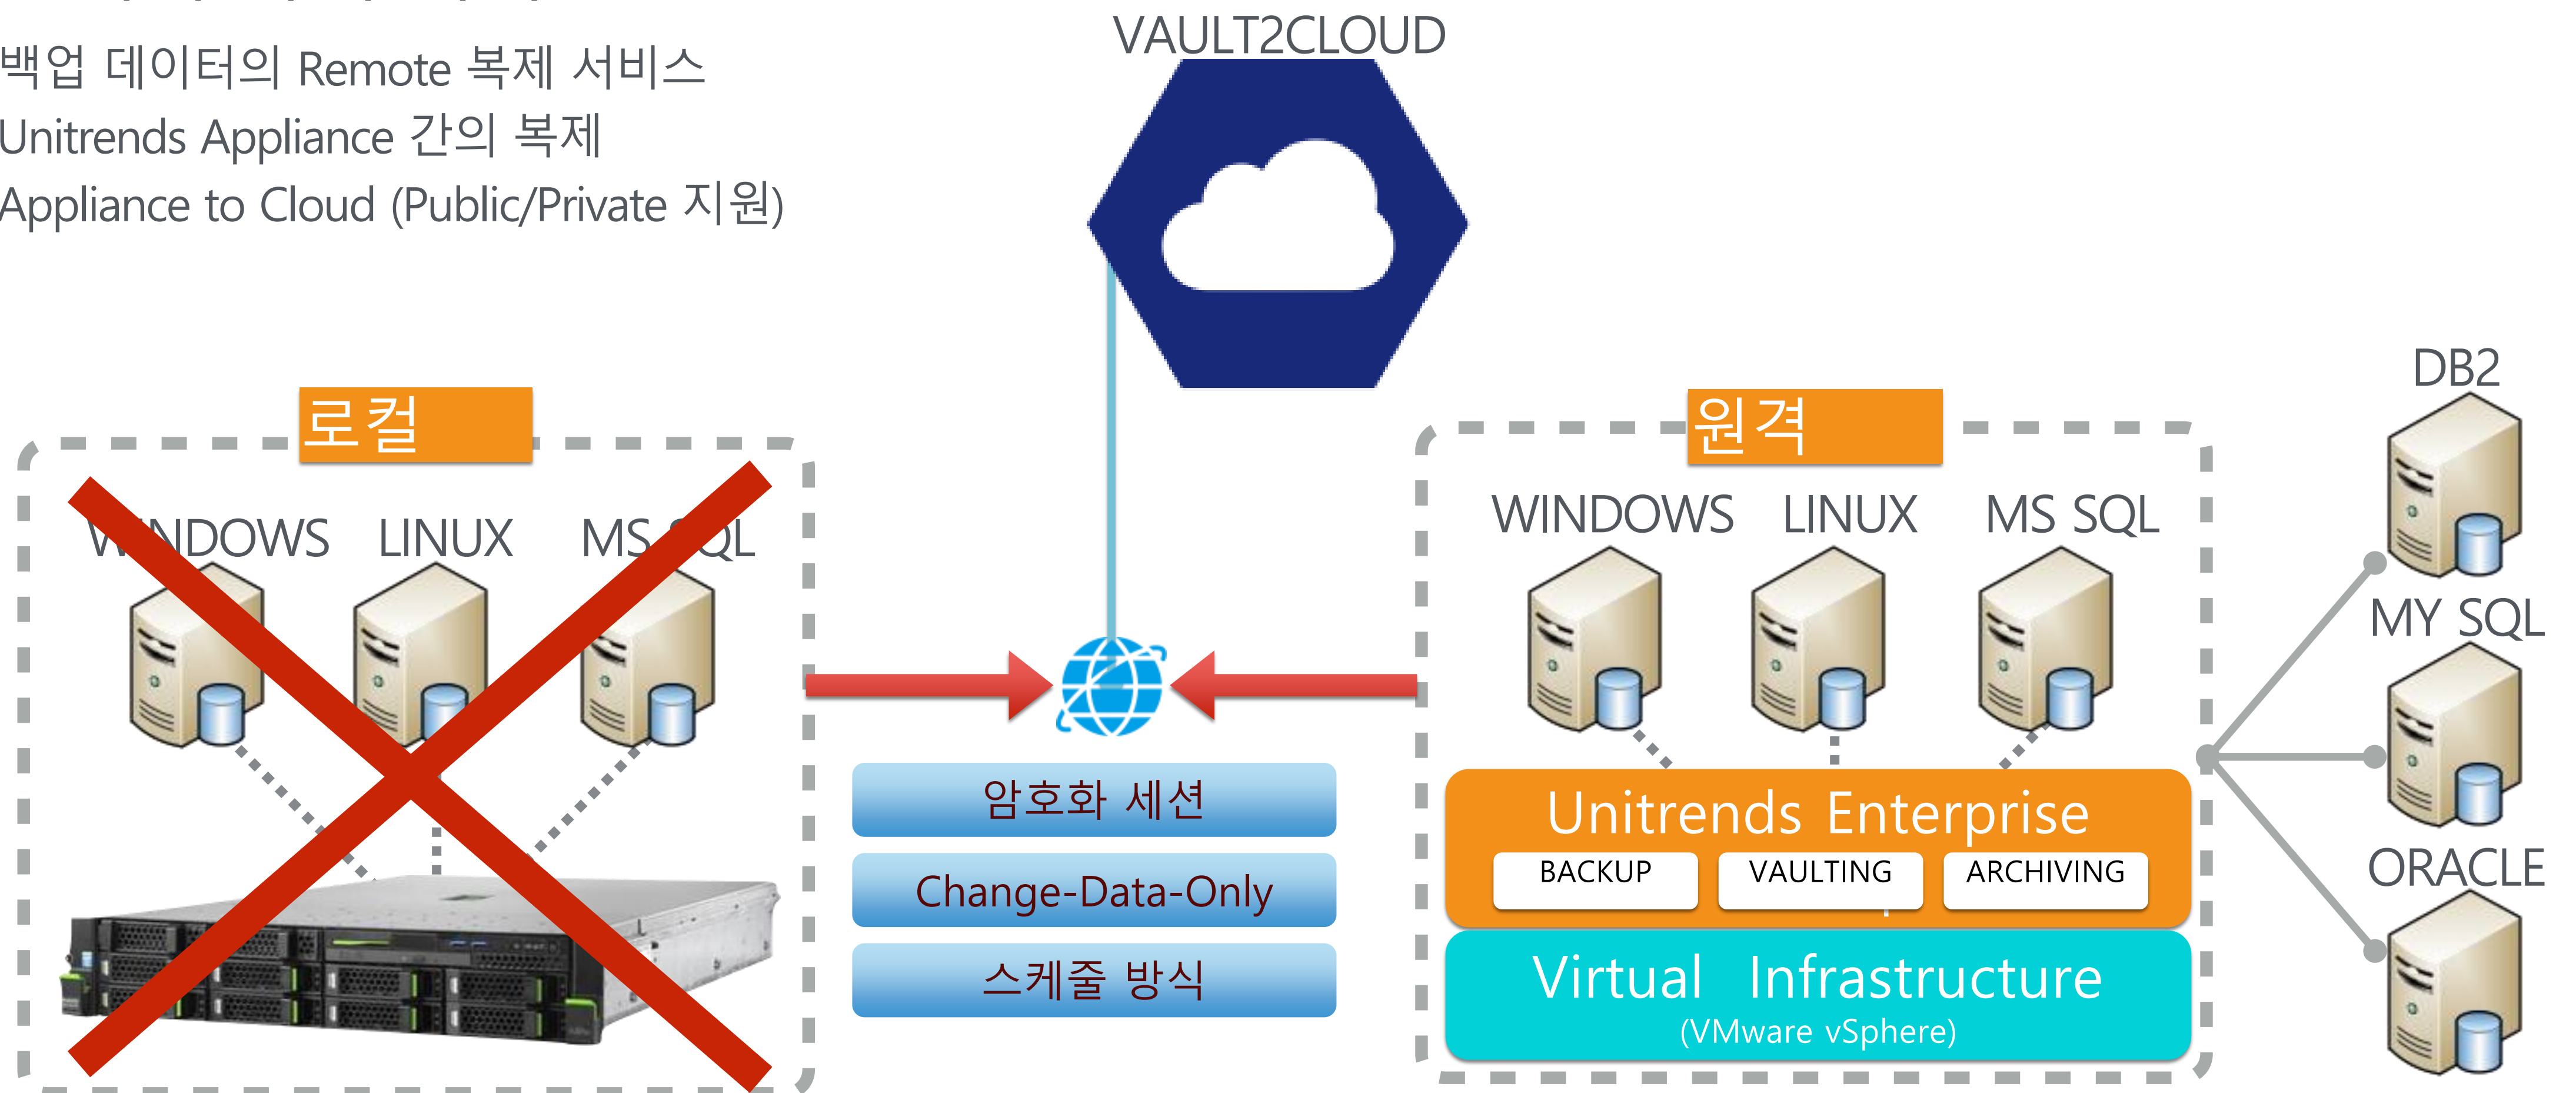 백업 데이터의 Remote 복제 서비스
Unitrends Appliance 간의 복제
Appliance to Cloud (Public/Private 지원)
VAULT2CLOUD
로컬
WINDOWS LINUX MS SQL
암호화 세션
Change-Data-Only
스케줄 방식
원격
WINDOWS LINUX MS SQL
Unitrends Enterprise
BACKUP VAULTING ARCHIVING
Virtual Infrastructure
(VMware vSphere)
DB2
MY SQL
ORACLE